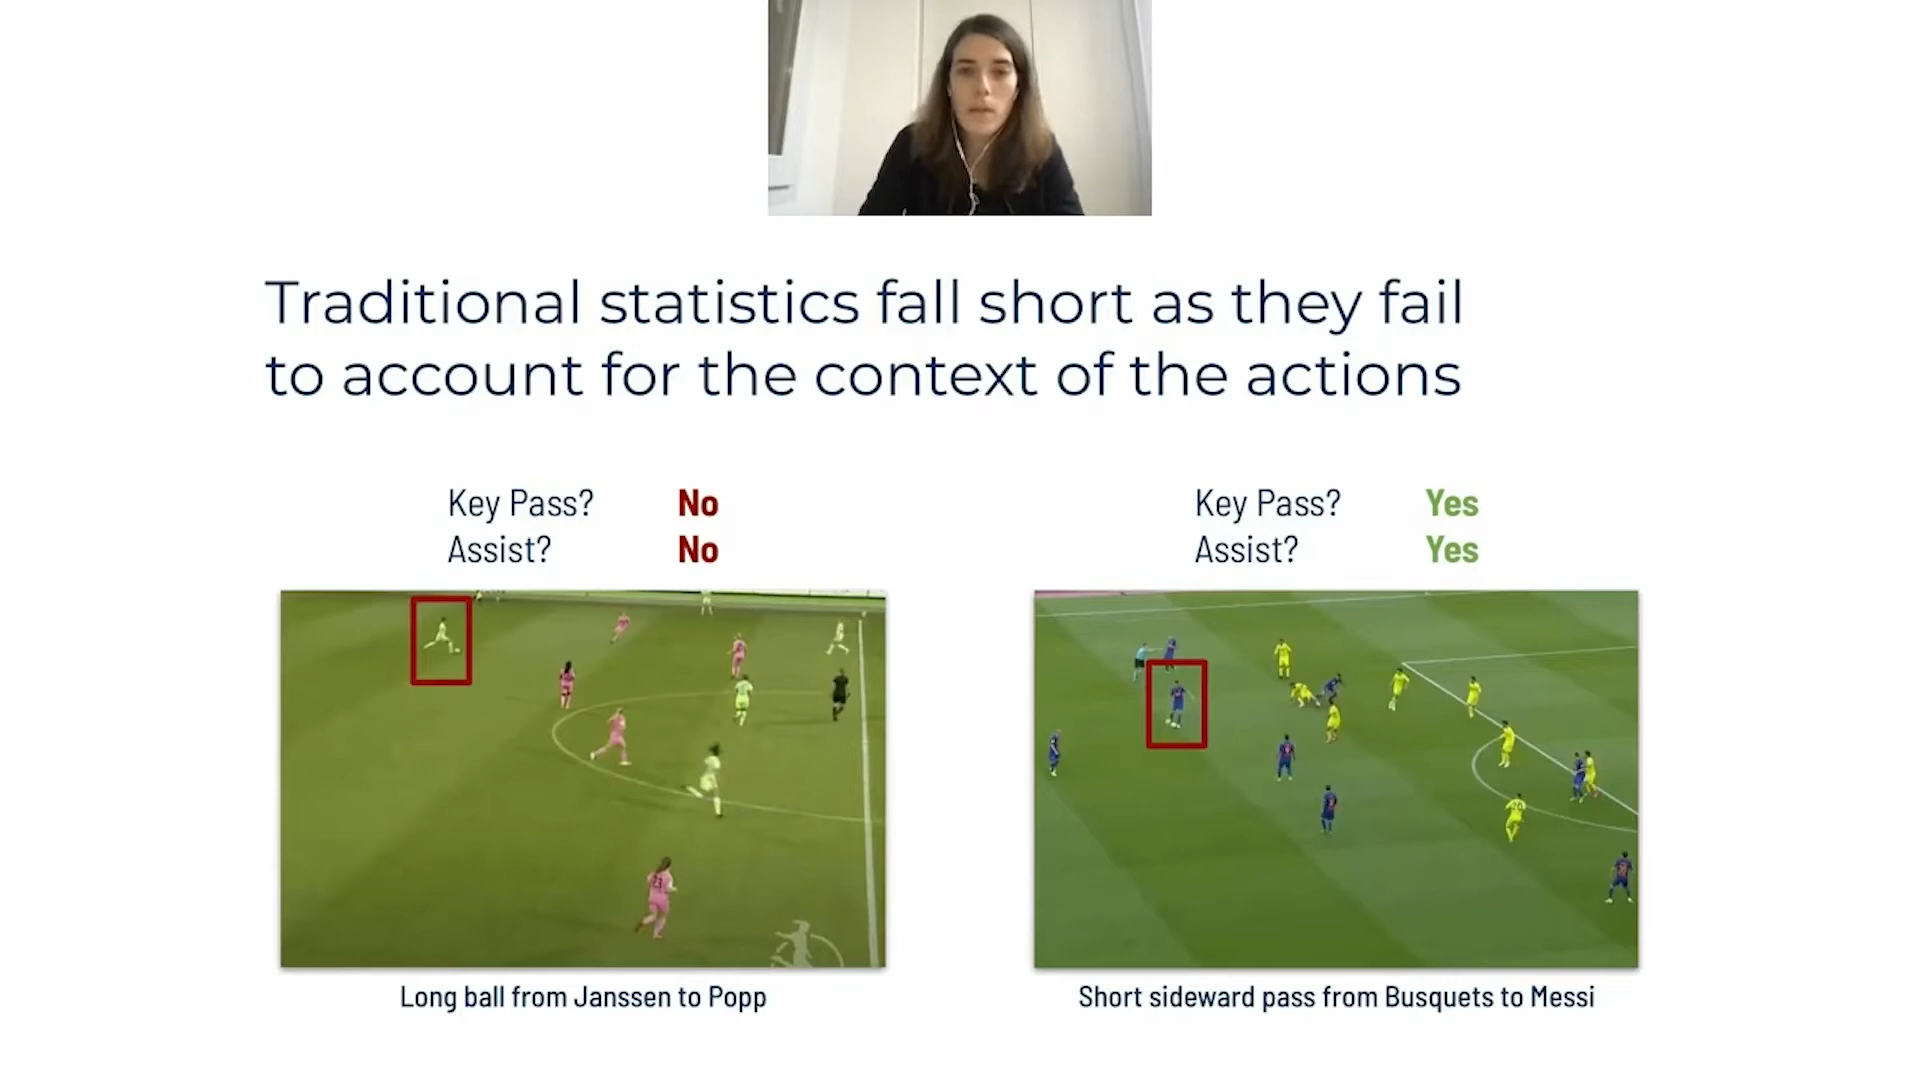 Traditional statistics fall short as they fail
to account for the context of the actions
Key Pass? No
Assist? No
Key Pass? Yes
Assist? Yes
23
Long ball from Janssen to Popp
Short sideward pass from Busquets to Messi